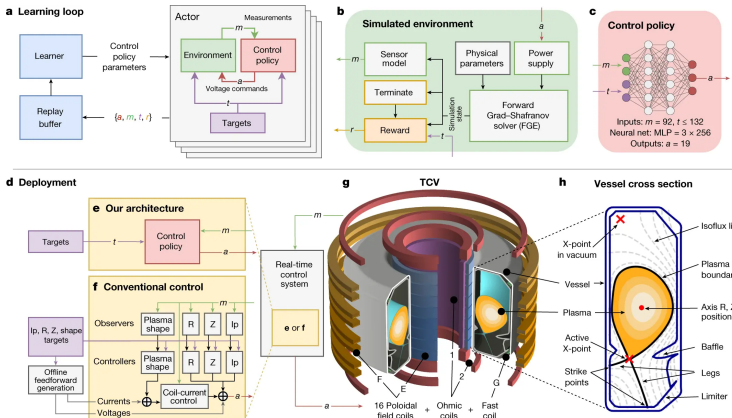 a Learning loop
Learner
Replay
buffer
Control
policy
parameters
{a, m, t, r}
Actor
Measurements
m
Environment
Control
policy
a
Voltage commands
t
Targets
b
Simulated environment
a
m
Sensor
model
Physical
parameters
Power
supply
Terminate
Simulation
state
Forward
Grad–Shafranov
solver (FGE)
r
Reward
t
c
Control policy
m
t
a
Inputs: m = 92, t ≤ 132
Neural net: MLP = 3 × 256
Outputs: a = 19
d Deployment
e Our architecture
Targets
t
Control
policy
m
a
f Conventional control
m
Observers
Plasma
shape
R
Z
Ip
Ip, R, Z, shape
targets
Controllers
Plasma
shape
R
Z
Ip
Offline
feedforward
generation
Currents
Voltages
Coil-current
control
a
m
Real-time
control
system
e or f
a
g
TCV
1
2
F
E
G
16 Poloidal
field coils
+
Ohmic
coils
+
Fast
coil
h
Vessel cross section
X-point
in vacuum
Vessel
Plasma
Active
X-point
Strike
points
Isoflux li
Plasma
boundar
Axis R, Z
position
Baffle
Legs
Limiter